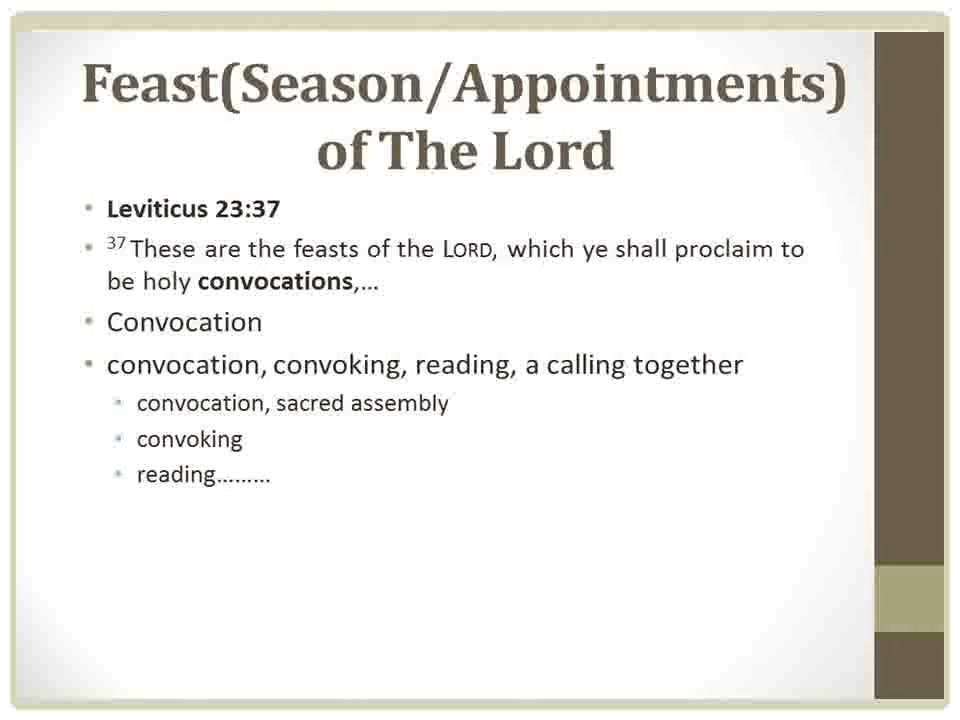 Feast(Season/Appointments)
of The Lord
• Leviticus 23:37
• 37 These are the feasts of the LORD, which ye shall proclaim to
be holy convocations,…
• Convocation
• convocation, convoking, reading, a calling together
• convocation, sacred assembly
• convoking
• reading………